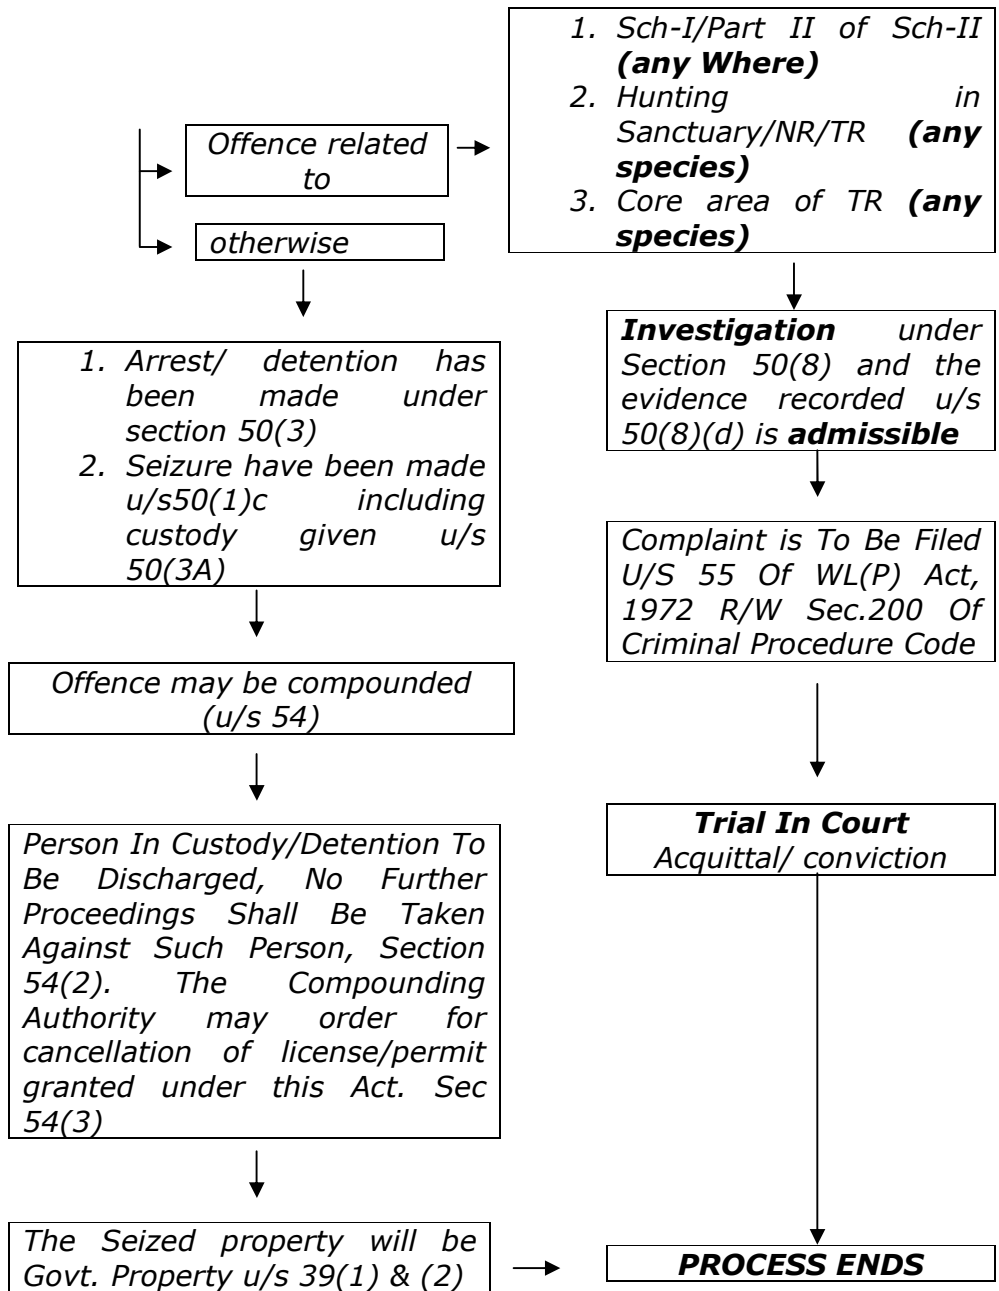 Offence related
to
otherwise
1. Sch-I/Part II of Sch-II
(any Where)
2. Hunting in
Sanctuary/NR/TR (any
species)
3. Core area of TR (any
species)
1. Arrest/ detention has
been made under
section 50(3)
2. Seizure have been made
u/s50(1)c including
custody given u/s
50(3A)
Offence may be compounded
(u/s 54)
Person In Custody/Detention To
Be Discharged, No Further
Proceedings Shall Be Taken
Against Such Person, Section
54(2). The Compounding
Authority may order for
cancellation of license/permit
granted under this Act. Sec
54(3)
The Seized property will be
Govt. Property u/s 39(1) & (2)
Investigation under
Section 50(8) and the
evidence recorded u/s
50(8)(d) is admissible
Complaint is To Be Filed
U/S 55 Of WL(P) Act,
1972 R/W Sec.200 Of
Criminal Procedure Code
Trial In Court
Acquittal/ conviction
PROCESS ENDS